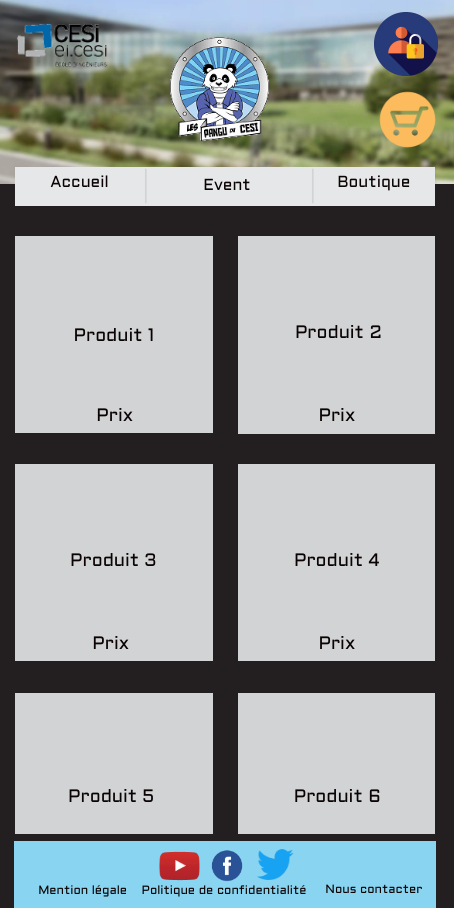 CESi
ei.cesi
ÉCOLE D'INGÉNIEURS
LES PANGU DU CESI
Accueil Event Boutique
Produit 1 Produit 2
Prix Prix
Produit 3 Produit 4
Prix Prix
Produit 5 Produit 6
Mention légale Politique de confidentialité Nous contacter